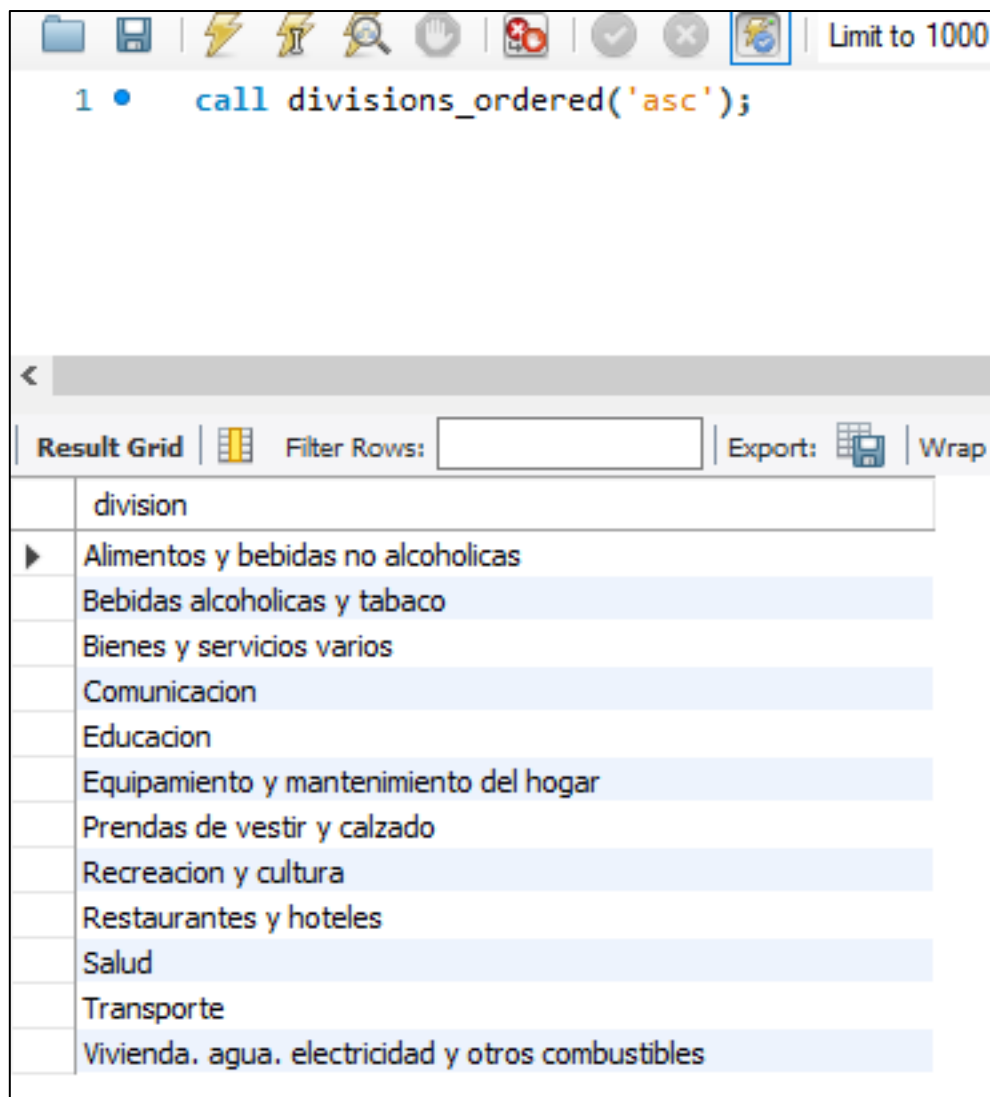 Limit to 1000
1 call divisions_ordered('asc');
Result Grid Filter Rows: Export: Wrap
division
Alimentos y bebidas no alcoholicas
Bebidas alcoholicas y tabaco
Bienes y servicios varios
Comunicacion
Educacion
Equipamiento y mantenimiento del hogar
Prendas de vestir y calzado
Recreacion y cultura
Restaurantes y hoteles
Salud
Transporte
Vivienda. agua. electricidad y otros combustibles